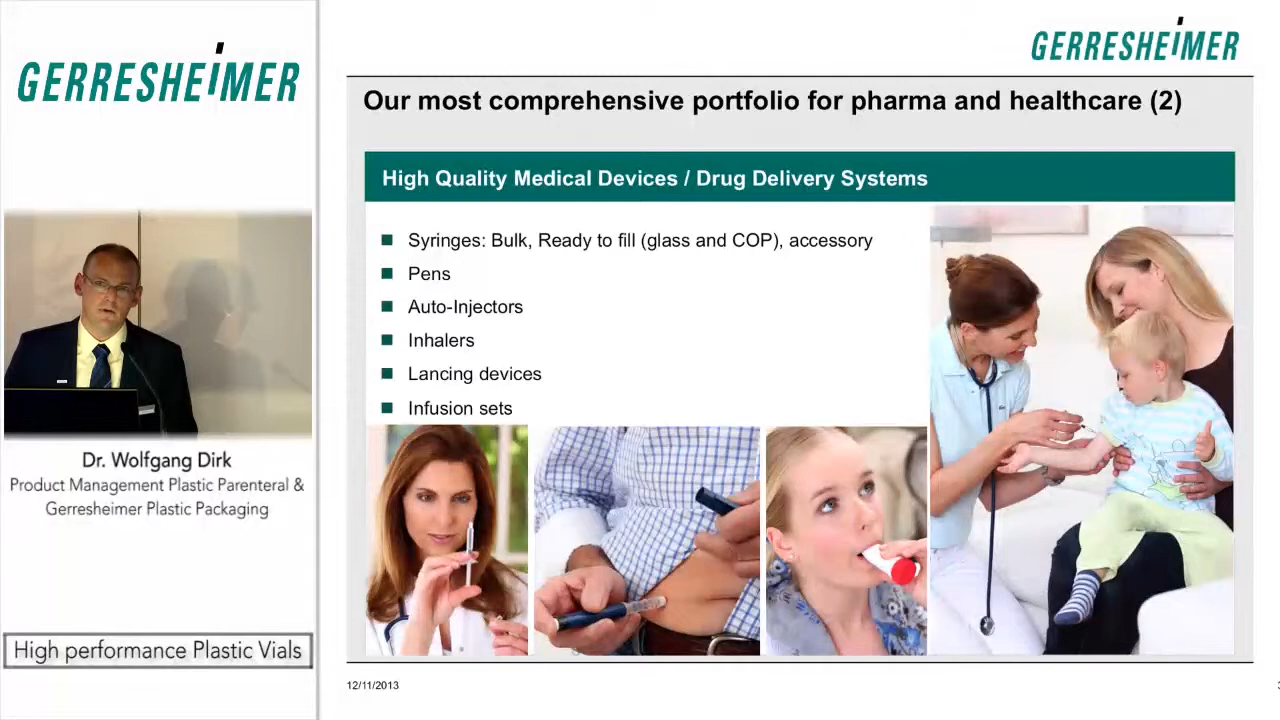 GERRESHEIMER
Dr. Wolfgang Dirk
Product Management Plastic Parenteral &
Gerresheimer Plastic Packaging
High performance Plastic Vials
GERRESHEIMER
Our most comprehensive portfolio for pharma and healthcare (2)
High Quality Medical Devices / Drug Delivery Systems
Syringes: Bulk, Ready to fill (glass and COP), accessory
Pens
Auto-Injectors
Inhalers
Lancing devices
Infusion sets
12/11/2013